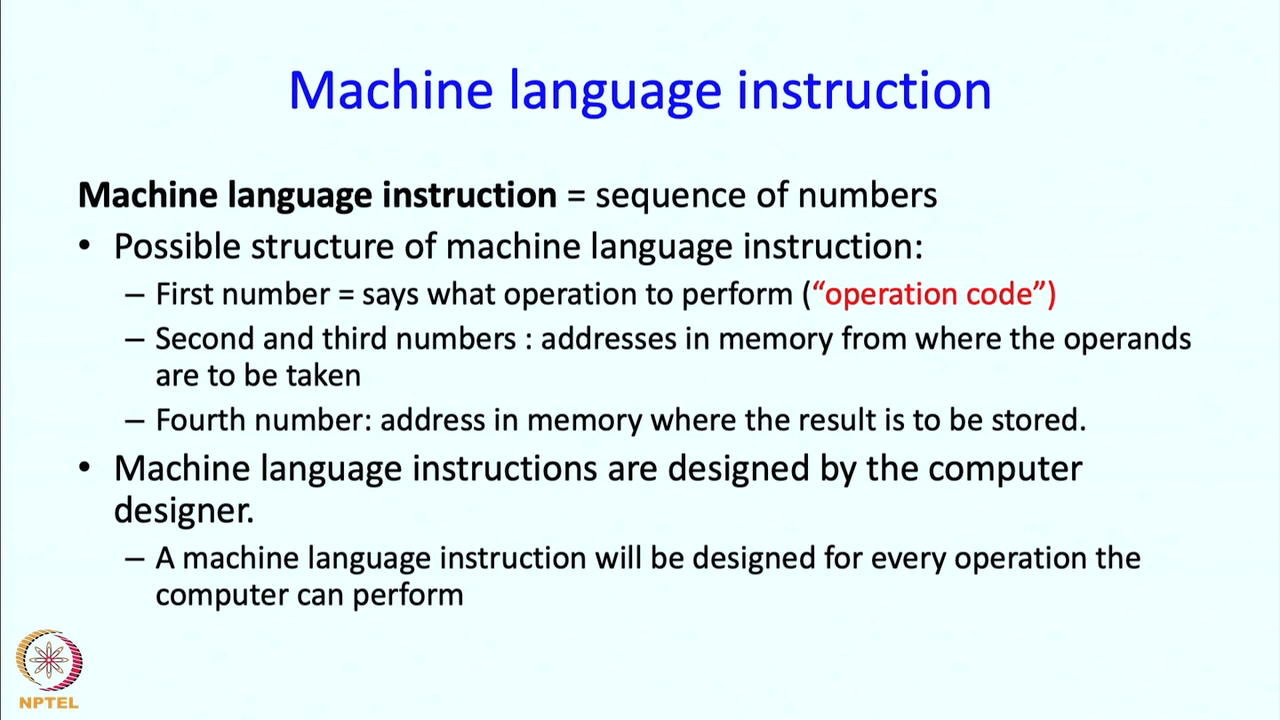 Machine language instruction
Machine language instruction = sequence of numbers
• Possible structure of machine language instruction:
– First number = says what operation to perform (“operation code”)
– Second and third numbers : addresses in memory from where the operands
are to be taken
– Fourth number: address in memory where the result is to be stored.
• Machine language instructions are designed by the computer
designer.
– A machine language instruction will be designed for every operation the
computer can perform
NPTEL